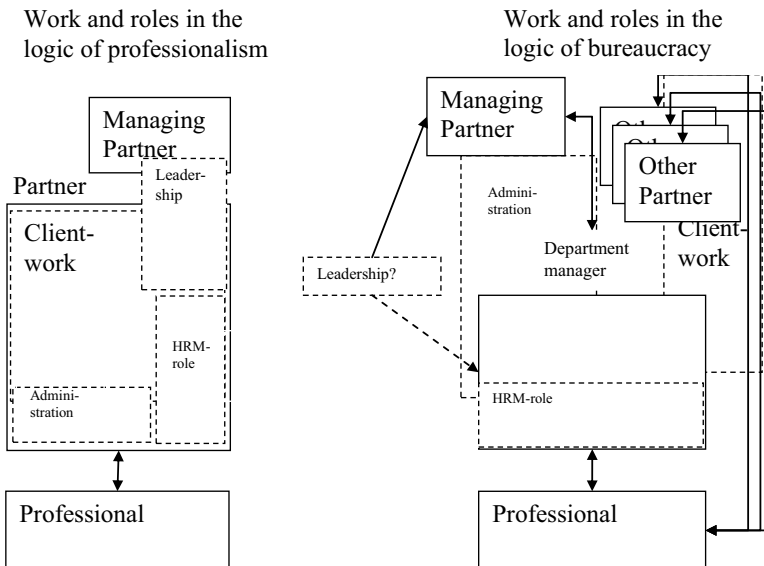 Work and roles in the
logic of professionalism
Managing
Partner
Leader-
ship
Partner
Client-
work
HRM-
role
Admini-
stration
Professional
Work and roles in the
logic of bureaucracy
Managing
Partner
Other
Partner
Admini-
stration
Client-
work
Department
manager
Leadership?
HRM-role
Professional